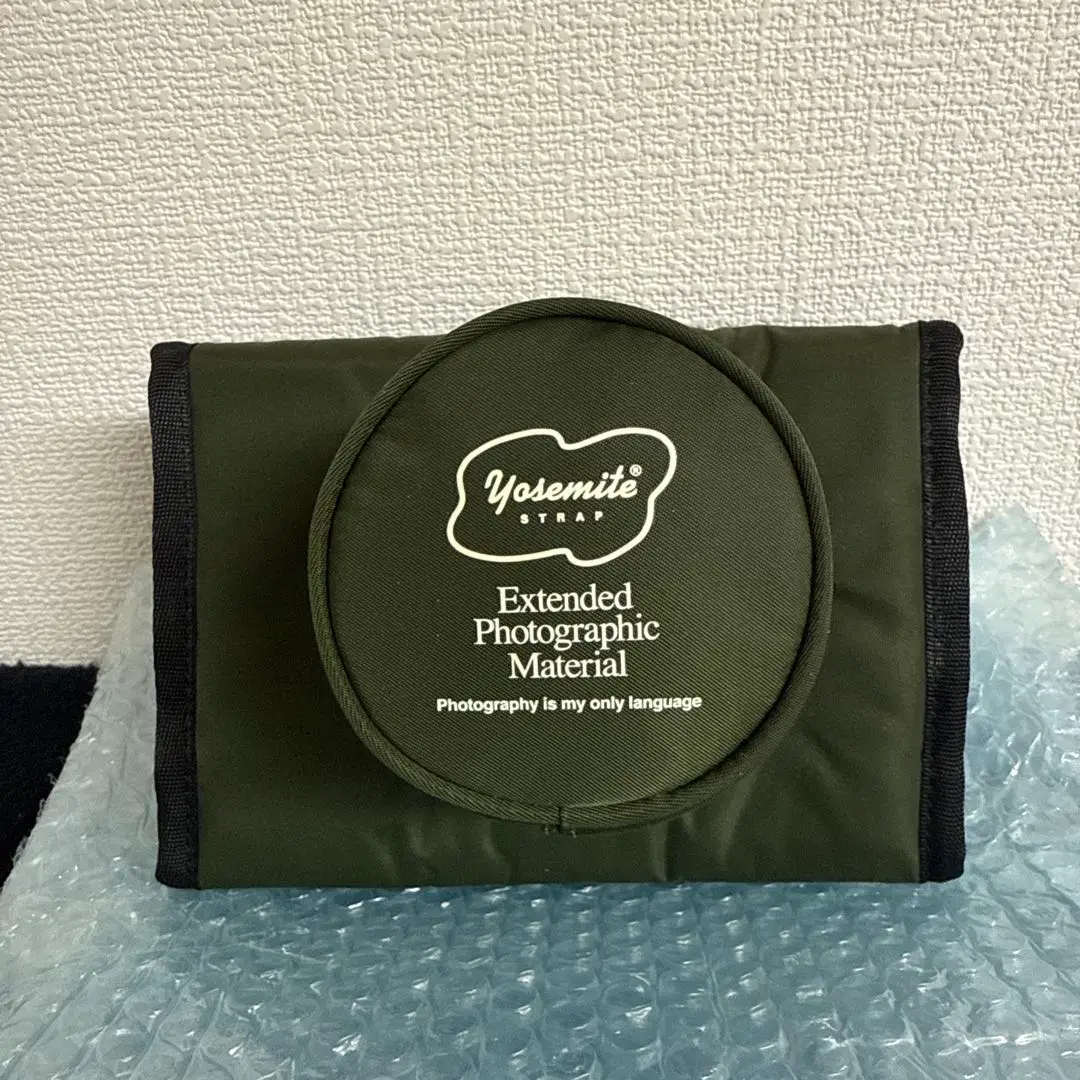 Yosemite®
STRAP
Extended
Photographic
Material
Photography is my only language